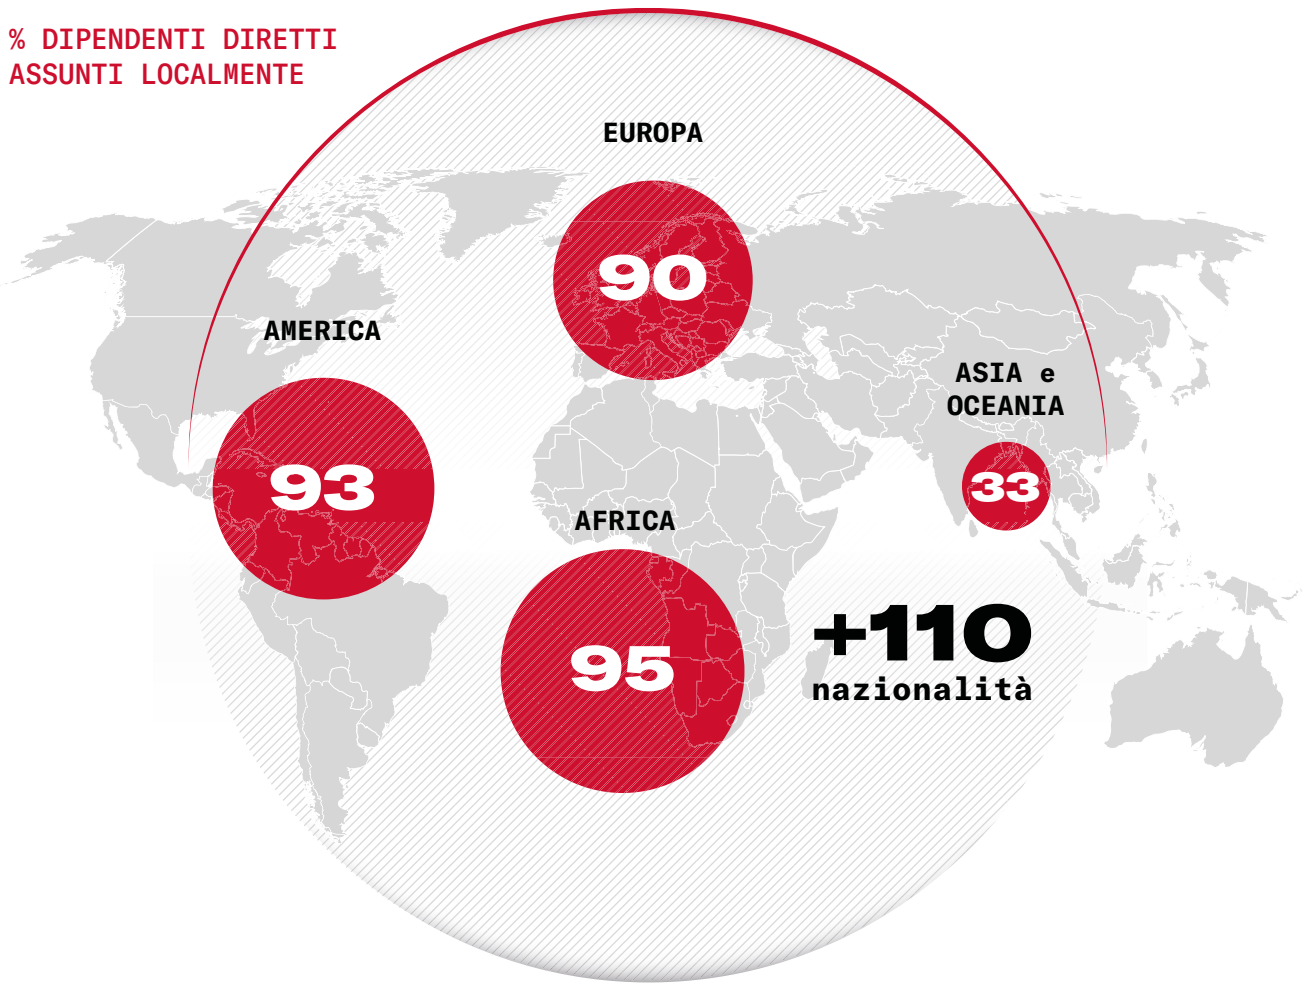 % DIPENDENTI DIRETTI
ASSUNTI LOCALMENTE
EUROPA
90
AMERICA
93
ASIA e
OCEANIA
33
AFRICA
95
+110
nazionalità